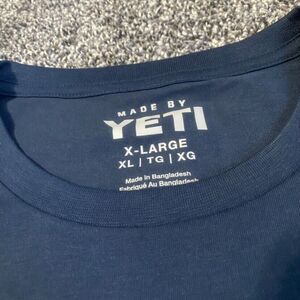 MADE BY
YETI
X-LARGE
XL / TG | XG
Made In Bangladesh
Fabriqué Au Bangladesh